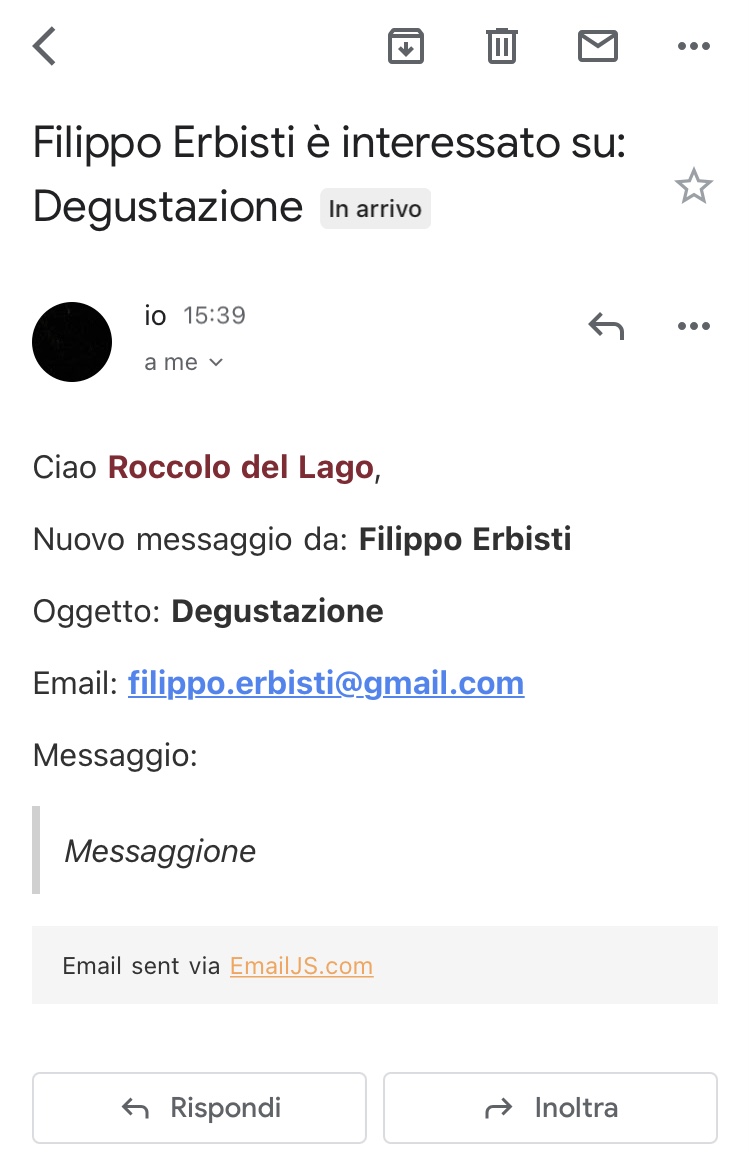 Filippo Erbisti è interessato su:
Degustazione In arrivo
io 15:39
a me
Ciao Roccolo del Lago,
Nuovo messaggio da: Filippo Erbisti
Oggetto: Degustazione
Email: filippo.erbisti@gmail.com
Messaggio:
Messaggione
Email sent via EmailJS.com
Rispondi Inoltra